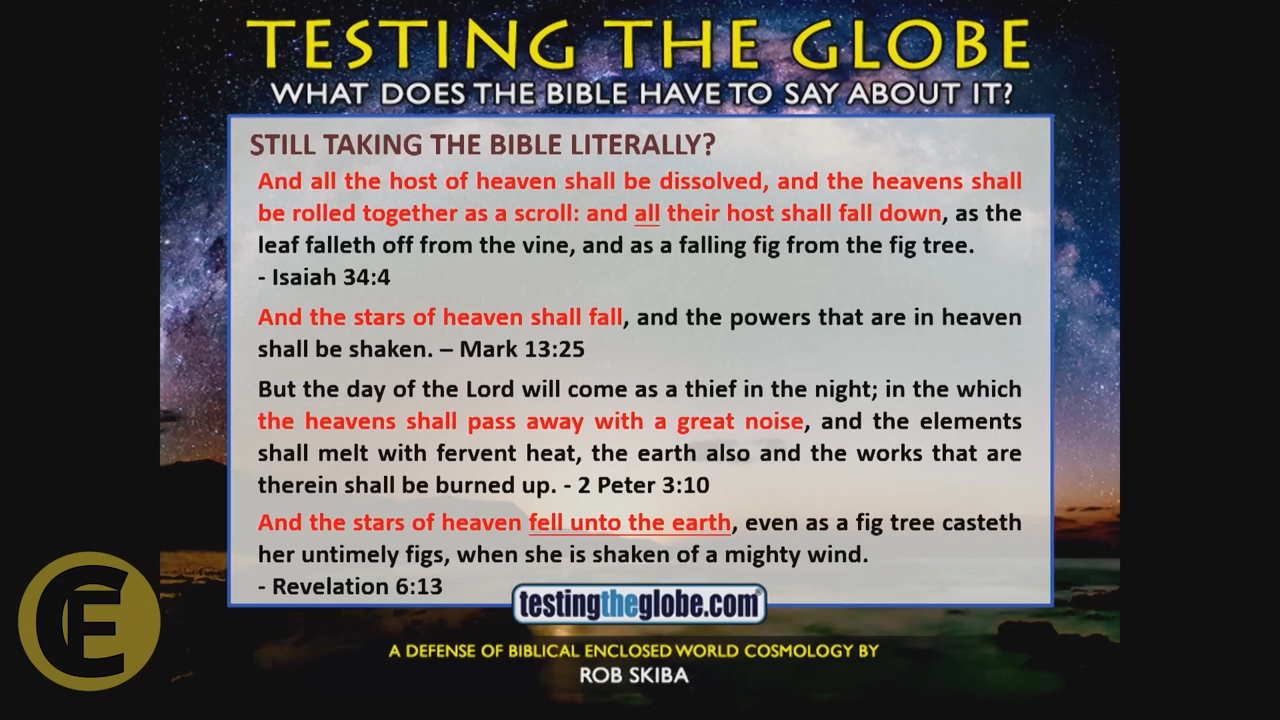 TESTING THE GLOBE
WHAT DOES THE BIBLE HAVE TO SAY ABOUT IT?
STILL TAKING THE BIBLE LITERALLY?
And all the host of heaven shall be dissolved, and the heavens shall
be rolled together as a scroll: and all their host shall fall down, as the
leaf falleth off from the vine, and as a falling fig from the fig tree.
- Isaiah 34:4
And the stars of heaven shall fall, and the powers that are in heaven
shall be shaken. – Mark 13:25
But the day of the Lord will come as a thief in the night; in the which
the heavens shall pass away with a great noise, and the elements
shall melt with fervent heat, the earth also and the works that are
therein shall be burned up. - 2 Peter 3:10
And the stars of heaven fell unto the earth, even as a fig tree casteth
her untimely figs, when she is shaken of a mighty wind.
- Revelation 6:13
testingtheglobe.com
A DEFENSE OF BIBLICAL ENCLOSED WORLD COSMOLOGY BY
ROB SKIBA
CE